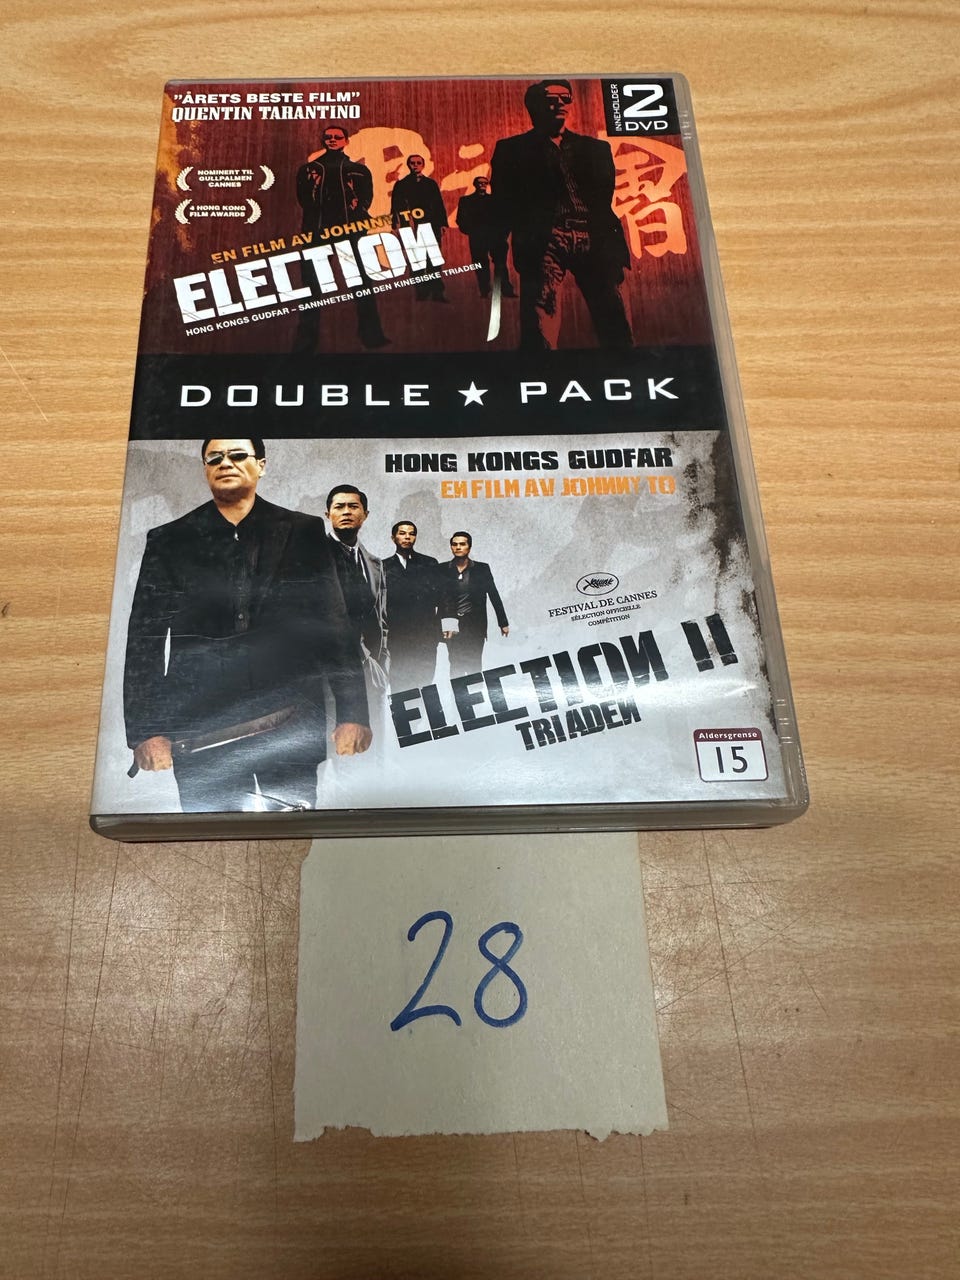 "ÅRETS BESTE FILM"
QUENTIN TARANTINO
INNEHOLDER
2
DVD
NOMINERT TIL
GULLPALMEN
CANNES
4 HONG KONG
FILM AWARDS
EN FILM AV JOHNNY TO
ELECTION
HONG KONGS GUDFAR – SANNHETEN OM DEN KINESISKE TRIADEN
DOUBLE ★ PACK
HONG KONGS GUDFAR
EN FILM AV JOHNNY TO
FESTIVAL DE CANNES
SÉLECTION OFFICIELLE
COMPÉTITION
ELECTION II
TRIADEN
Aldersgrense
15
28